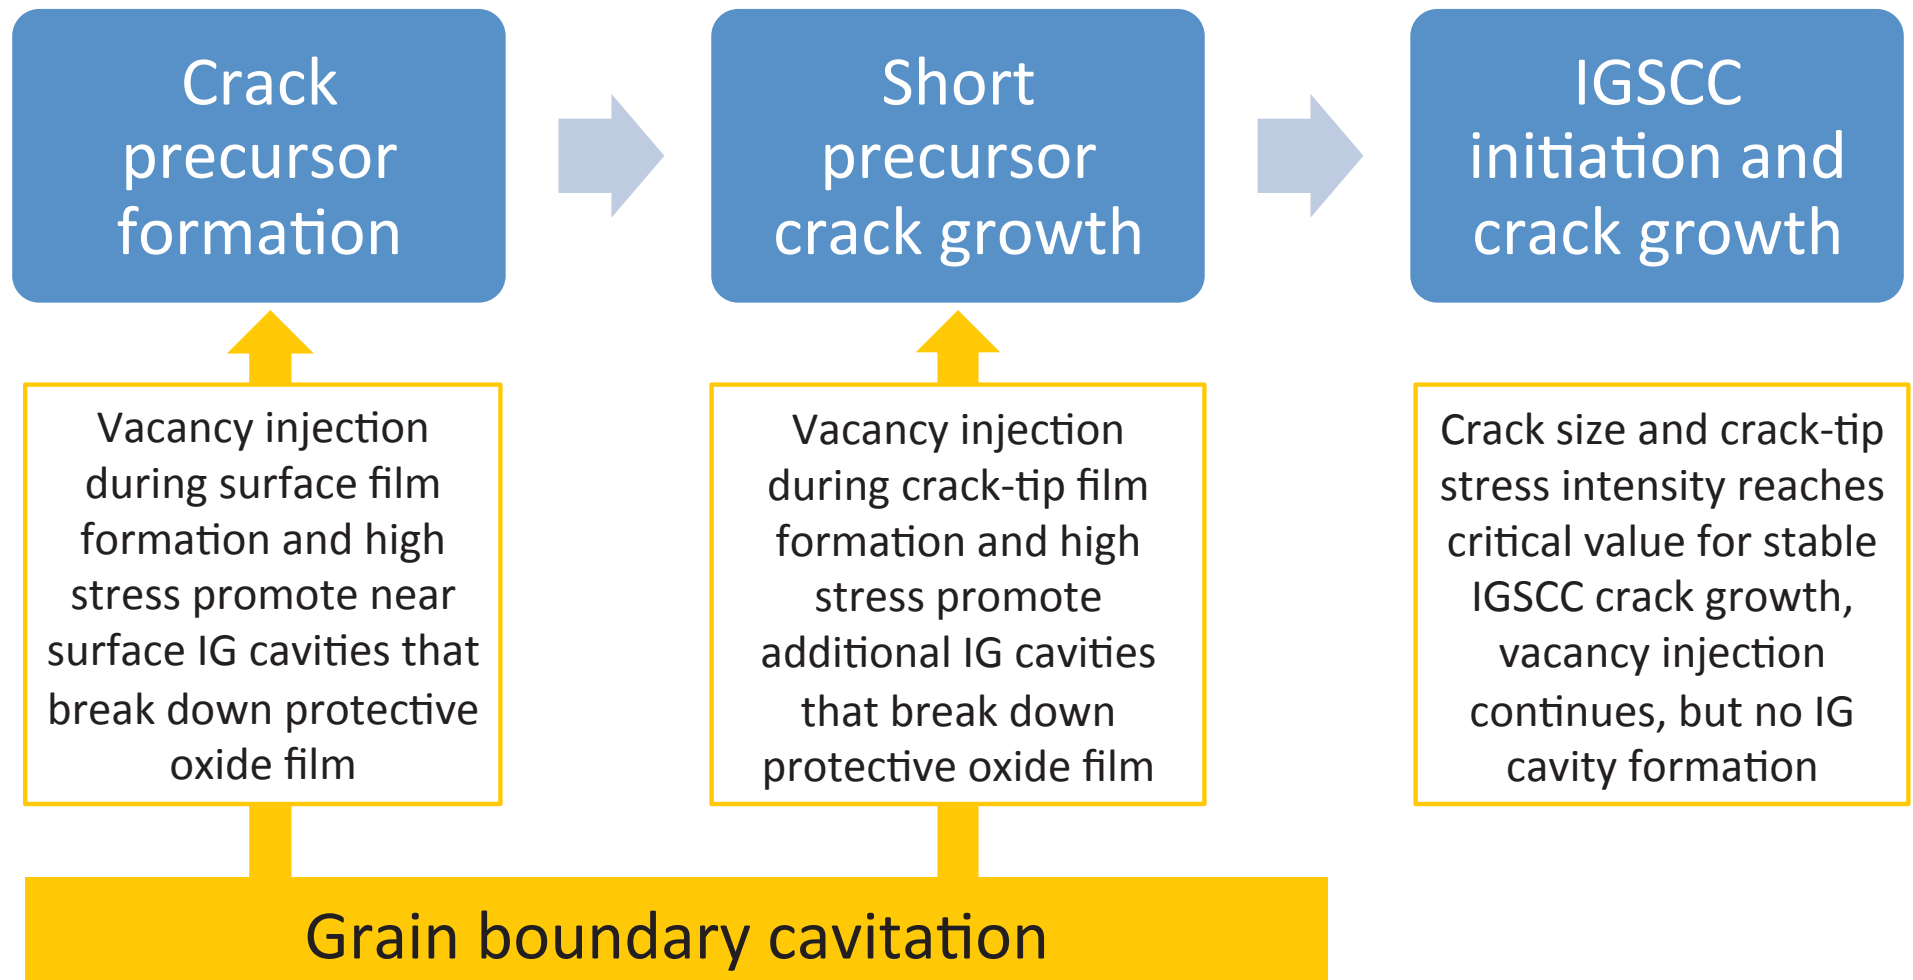 Crack
precursor
formation
Short
precursor
crack growth
IGSCC
initiation and
crack growth
Vacancy injection
during surface film
formation and high
stress promote near
surface IG cavities that
break down protective
oxide film
Vacancy injection
during crack-tip film
formation and high
stress promote
additional IG cavities
that break down
protective oxide film
Crack size and crack-tip
stress intensity reaches
critical value for stable
IGSCC crack growth,
vacancy injection
continues, but no IG
cavity formation
Grain boundary cavitation